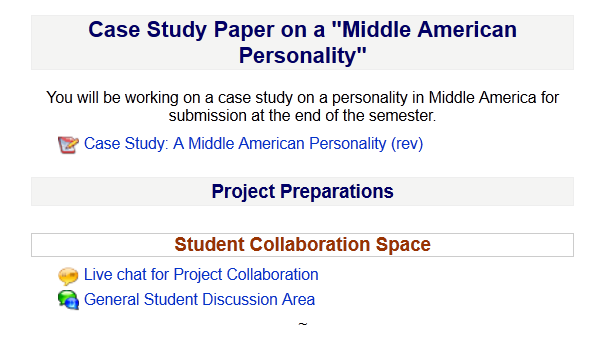 Case Study Paper on a "Middle American
Personality"
You will be working on a case study on a personality in Middle America for
submission at the end of the semester.
Case Study: A Middle American Personality (rev)
Project Preparations
Student Collaboration Space
Live chat for Project Collaboration
General Student Discussion Area
~